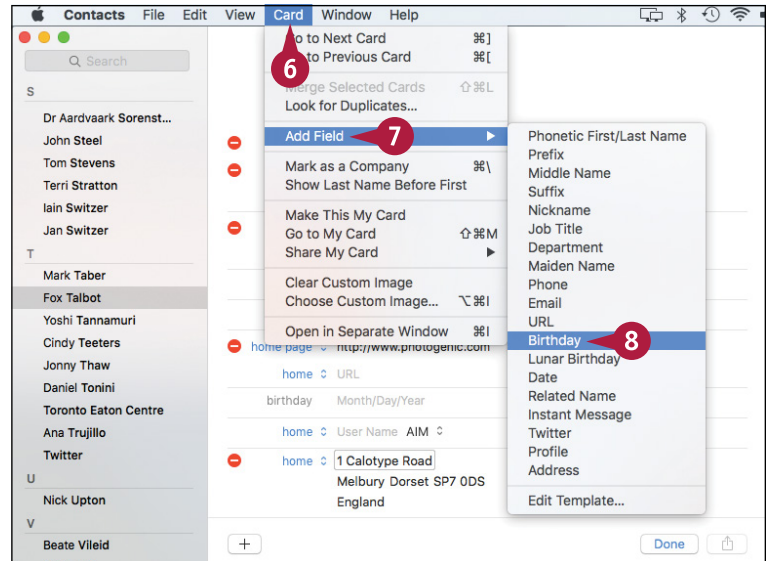 Contacts File Edit View Card Window Help
Search
S
Dr Aardvaark Sorenst...
John Steel
Tom Stevens
Terri Stratton
Iain Switzer
Jan Switzer
T
Mark Taber
Fox Talbot
Yoshi Tannamuri
Cindy Teeters
Jonny Thaw
Daniel Tonini
Toronto Eaton Centre
Ana Trujillo
Twitter
U
Nick Upton
V
Beate Vileid
to Next Card ⌘]
to Previous Card ⌘[
6
Merge Selected Cards ⇧⌘L
Look for Duplicates...
Add Field 7
Mark as a Company ⌘\
Show Last Name Before First
Make This My Card
Go to My Card ⇧⌘M
Share My Card
Clear Custom Image
Choose Custom Image... ⌥⌘I
Open in Separate Window ⌘I
Phonetic First/Last Name
Prefix
Middle Name
Suffix
Nickname
Job Title
Department
Maiden Name
Phone
Email
URL
Birthday 8
Lunar Birthday
Date
Related Name
Instant Message
Twitter
Profile
Address
Edit Template...
home page http://www.photogenic.com
home URL
birthday Month/Day/Year
home User Name AIM
home 1 Calotype Road
Melbury Dorset SP7 0DS
England
+ Done